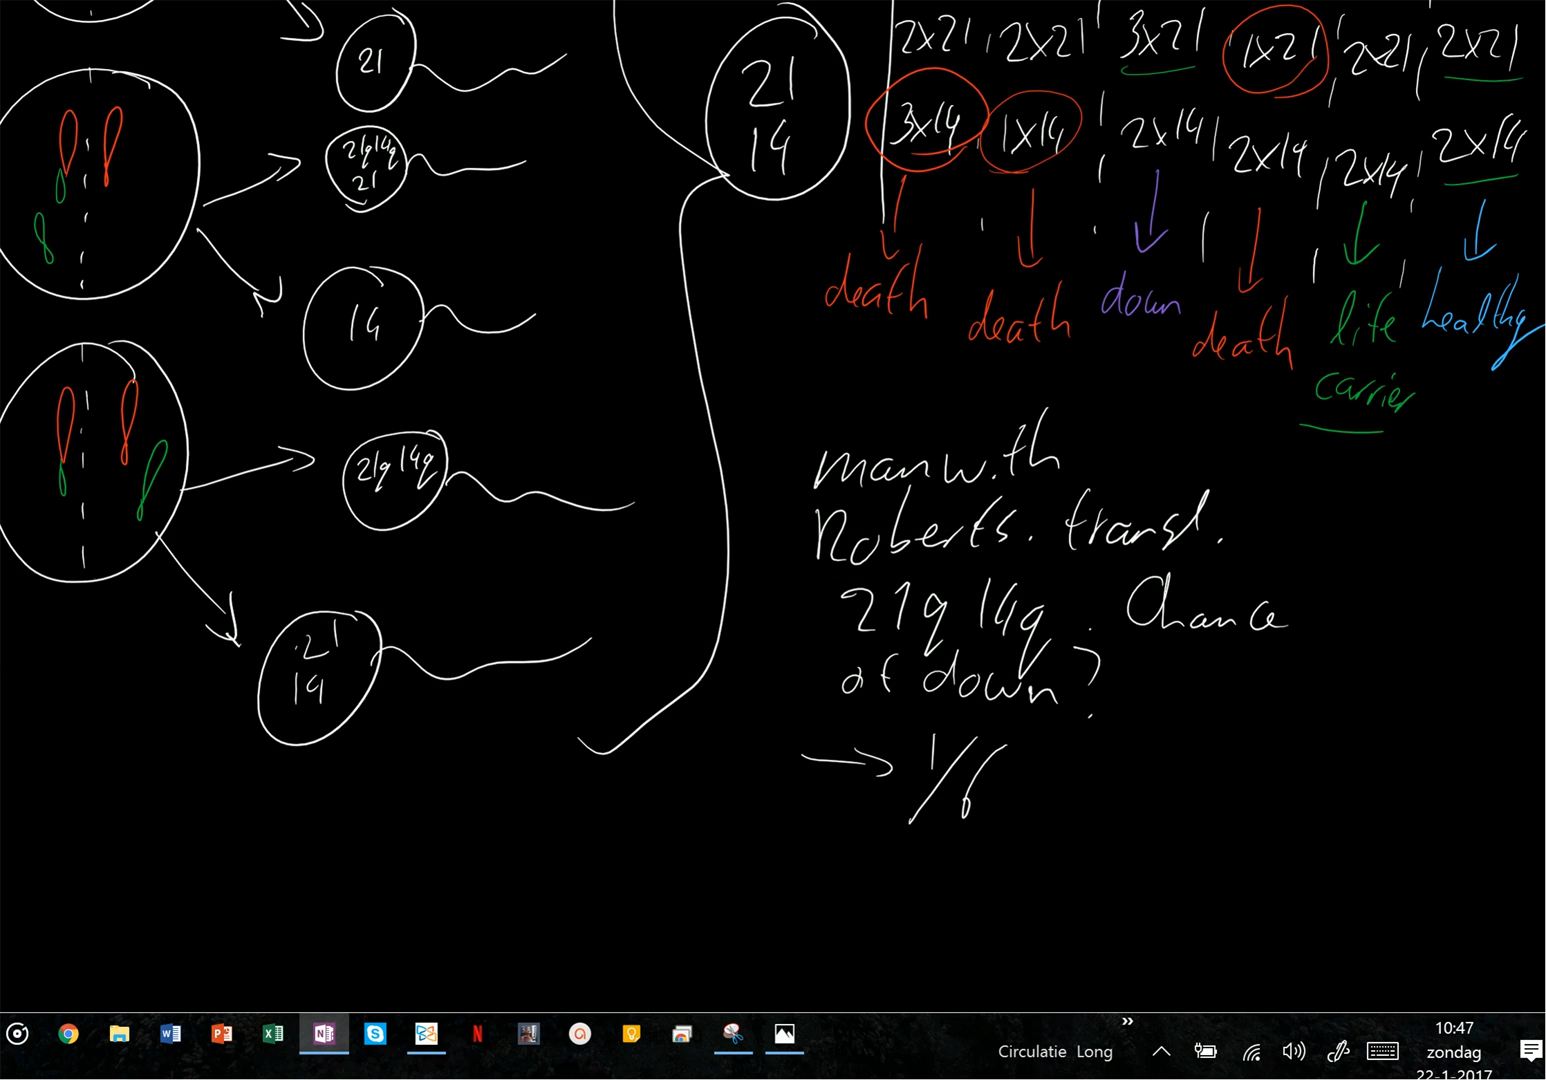 21
21q14q
21
14
21q14q
21
14
21
14
2x21 2x21 3x21 1x21 2x21 2x21
3x14 1x14 2x14 2x14 2x14 2x14
death death down death life healthy
carrier
man with
Roberts. transl.
21q 14q. Chance
of down?
→ 1/6
Circulatie Long
10:47
zondag
22-1-2017